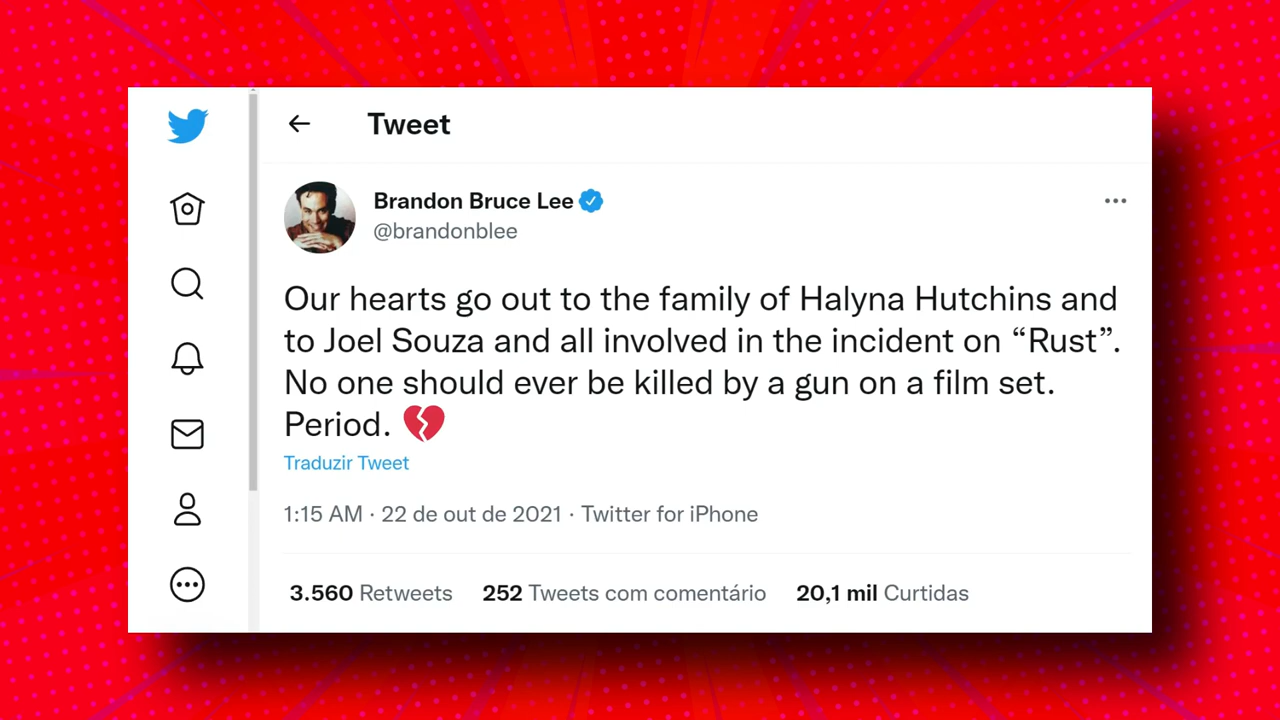 Tweet
Brandon Bruce Lee
@brandonblee
Our hearts go out to the family of Halyna Hutchins and
to Joel Souza and all involved in the incident on “Rust”.
No one should ever be killed by a gun on a film set.
Period. 💔
Traduzir Tweet
1:15 AM · 22 de out de 2021 · Twitter for iPhone
3.560 Retweets 252 Tweets com comentário 20,1 mil Curtidas